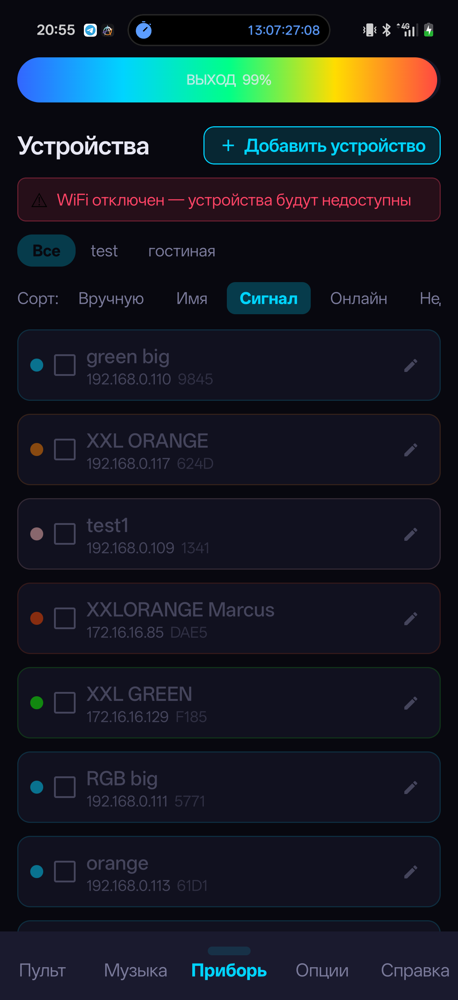 20:55
13:07:27:08
4G
ВЫХОД 99%
Устройства
+ Добавить устройство
⚠ WiFi отключен — устройства будут недоступны
Все test гостиная
Сорт: Вручную Имя Сигнал Онлайн
green big
192.168.0.110 9845
XXL ORANGE
192.168.0.117 624D
test1
192.168.0.109 1341
XXLORANGE Marcus
172.16.16.85 DAE5
XXL GREEN
172.16.16.129 F185
RGB big
192.168.0.111 5771
orange
192.168.0.113 61D1
Пульт Музыка Приборь Опции Справка